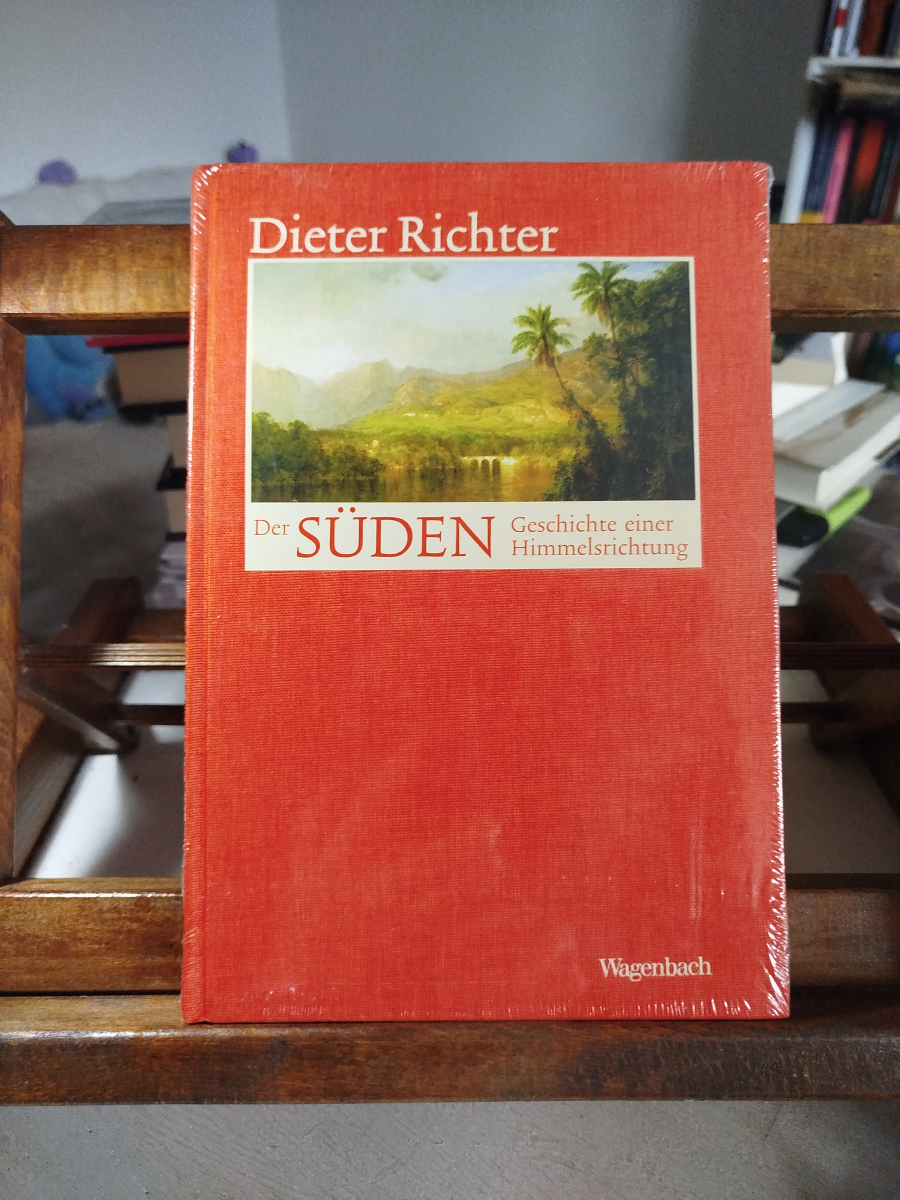 Dieter Richter
Der SÜDEN Geschichte einer
Himmelsrichtung
Wagenbach